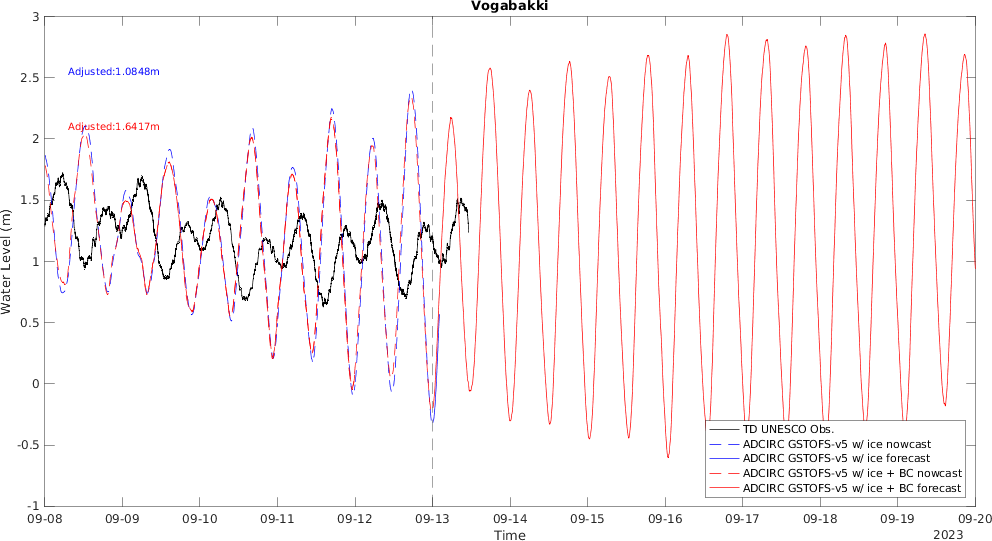 Vogabakki
3
2.5
2
1.5
1
0.5
0
-0.5
-1
Water Level (m)
Adjusted:1.0848m
Adjusted:1.6417m
TD UNESCO Obs.
ADCIRC GSTOFS-v5 w/ ice nowcast
ADCIRC GSTOFS-v5 w/ ice forecast
ADCIRC GSTOFS-v5 w/ ice + BC nowcast
ADCIRC GSTOFS-v5 w/ ice + BC forecast
09-08 09-09 09-10 09-11 09-12 09-13 09-14 09-15 09-16 09-17 09-18 09-19 09-20
Time
2023